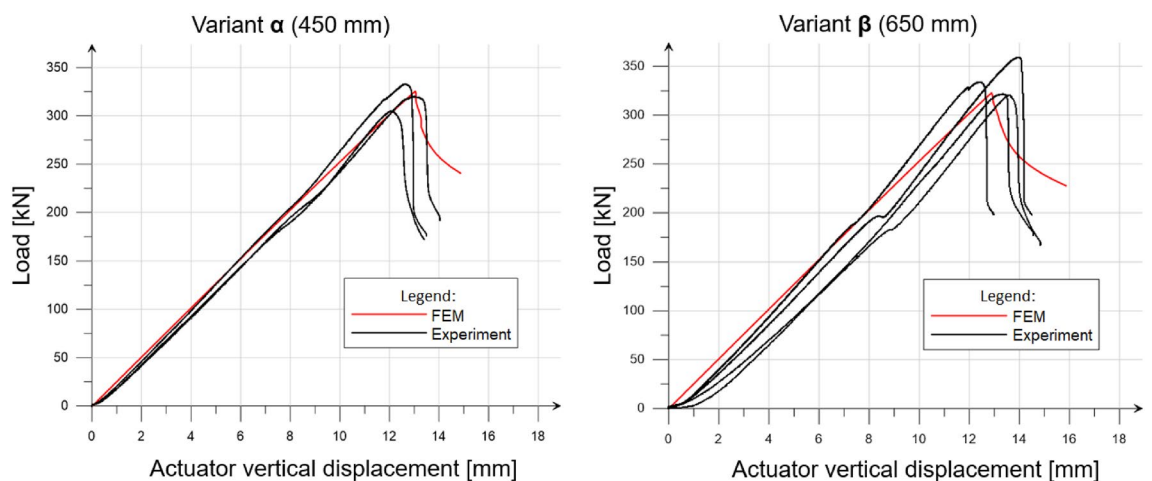 Variant α (450 mm)
350
300
250
200
150
100
50
0
Load [kN]
Legend:
FEM
Experiment
0 2 4 6 8 10 12 14 16 18
Actuator vertical displacement [mm]
Variant β (650 mm)
350
300
250
200
150
100
50
0
Load [kN]
Legend:
FEM
Experiment
0 2 4 6 8 10 12 14 16 18
Actuator vertical displacement [mm]